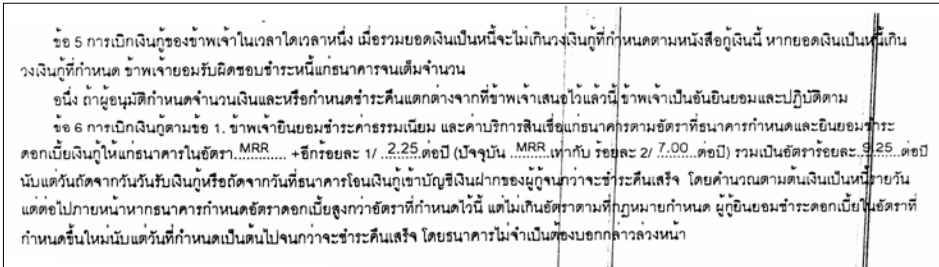 ข้อ 5 การเบิกเงินกู้ของข้าพเจ้าในเวลาใดเวลาหนึ่ง เมื่อรวมยอดเงินเป็นหนี้จะไม่เกินวงเงินกู้ที่กำหนดตามหนังสือกู้เงินนี้ หากยอดเงินเป็นหนี้เกิน
วงเงินกู้ที่กำหนด ข้าพเจ้ายอมรับผิดชอบชำระหนี้แก่ธนาคารจนเต็มจำนวน
อนึ่ง ถ้าผู้อนุมัติกำหนดจำนวนเงินและหรือกำหนดชำระคืนแตกต่างจากที่ข้าพเจ้าเสนอไว้แล้วนี้ ข้าพเจ้าเป็นอันยินยอมและปฏิบัติตาม
ข้อ 6 การเบิกเงินกู้ตามข้อ 1. ข้าพเจ้ายินยอมชำระค่าธรรมเนียม และค่าบริการสินเชื่อแก่ธนาคารตามอัตราที่ธนาคารกำหนดและยินยอมชำระ
ดอกเบี้ยเงินกู้ให้แก่ธนาคารในอัตรา MRR +อีกร้อยละ 1/ 2.25 ต่อปี (ปัจจุบัน MRR เท่ากับ ร้อยละ 2/ 7.00 ต่อปี) รวมเป็นอัตราร้อยละ 9.25 ต่อปี
นับแต่วันถัดจากวันวันรับเงินกู้หรือถัดจากวันที่ธนาคารโอนเงินกู้เข้าบัญชีเงินฝากของผู้กู้จนกว่าจะชำระคืนเสร็จ โดยคำนวณตามต้นเงินเป็นหนี้รายวัน
แต่ต่อไปภายหน้าหากธนาคารกำหนดอัตราดอกเบี้ยสูงกว่าอัตราที่กำหนดไว้นี้ แต่ไม่เกินอัตราตามที่กฎหมายกำหนด ผู้กู้ยินยอมชำระดอกเบี้ยในอัตราที่
กำหนดขึ้นใหม่นับแต่วันที่กำหนดเป็นต้นไปจนกว่าจะชำระคืนเสร็จ โดยธนาคารไม่จำเป็นต้องบอกกล่าวล่วงหน้า